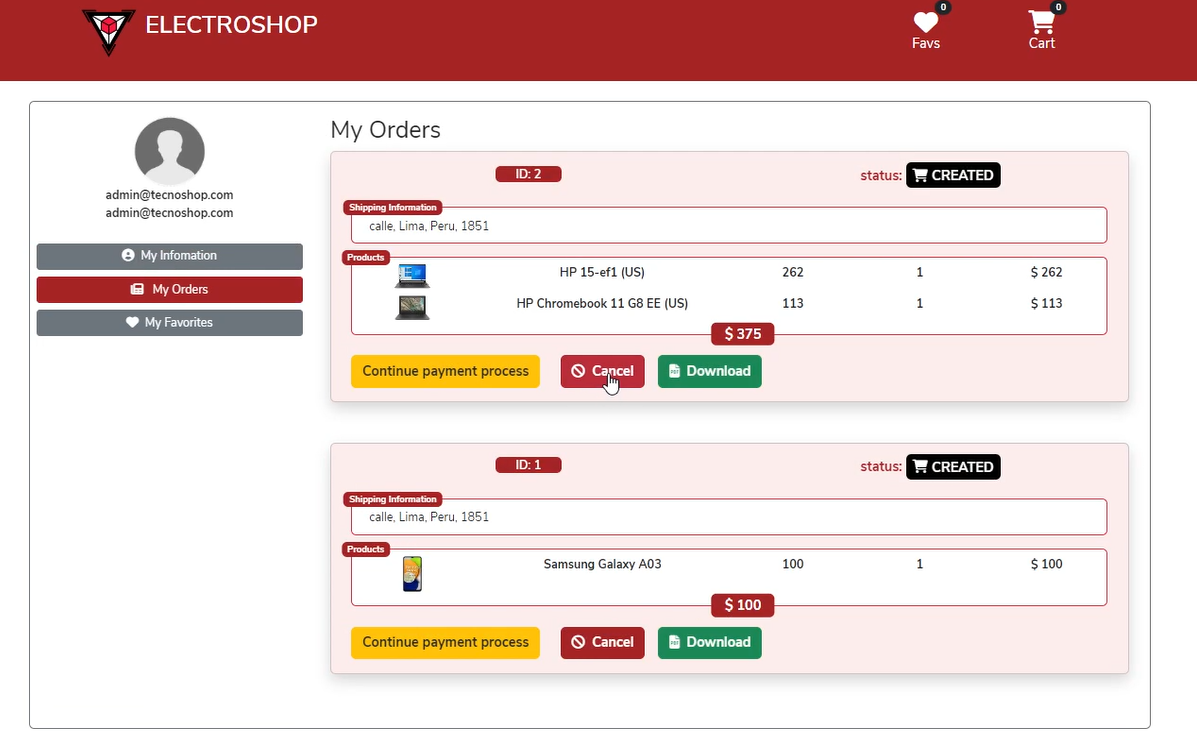 ELECTROSHOP
0
Favs
0
Cart
admin@tecnoshop.com
admin@tecnoshop.com
My Infomation
My Orders
My Favorites
My Orders
ID: 2
status: CREATED
Shipping Information
calle, Lima, Peru, 1851
Products
HP 15-ef1 (US) 262 1 $ 262
HP Chromebook 11 G8 EE (US) 113 1 $ 113
$ 375
Continue payment process Cancel Download
ID: 1
status: CREATED
Shipping Information
calle, Lima, Peru, 1851
Products
Samsung Galaxy A03 100 1 $ 100
$ 100
Continue payment process Cancel Download